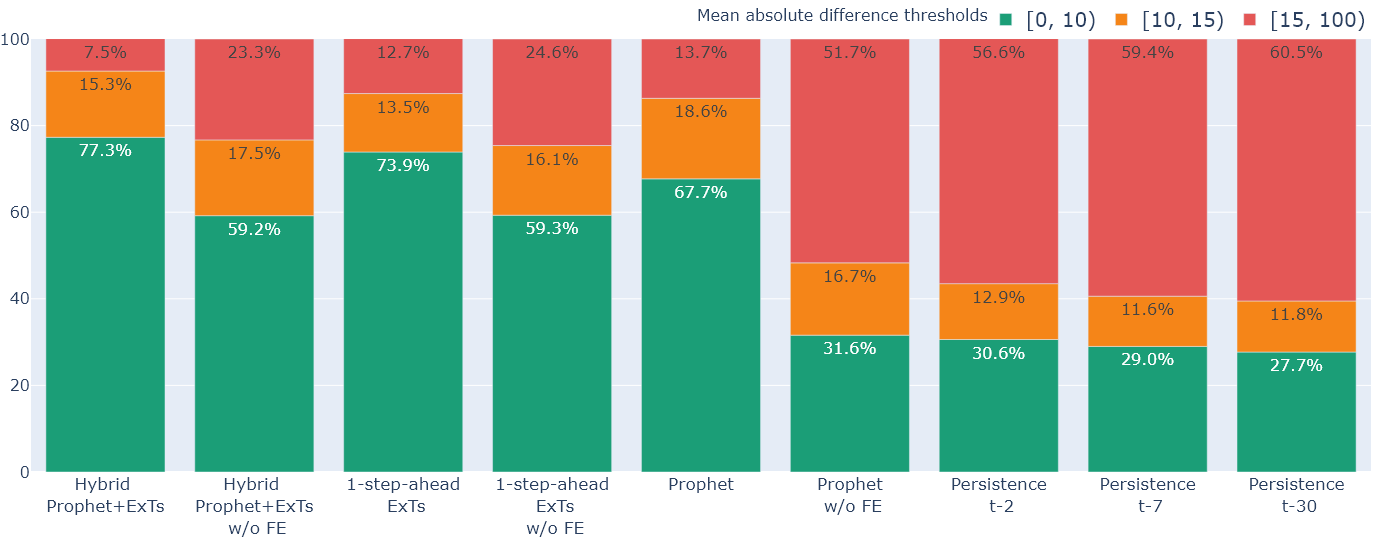 Mean absolute difference thresholds [0, 10) [10, 15) [15, 100)
100
80
60
40
20
0
7.5% 23.3% 12.7% 24.6% 13.7% 51.7% 56.6% 59.4% 60.5%
15.3% 17.5% 13.5% 16.1% 18.6% 16.7% 12.9% 11.6% 11.8%
77.3% 59.2% 73.9% 59.3% 67.7% 31.6% 30.6% 29.0% 27.7%
Hybrid
Prophet+ExTs
Hybrid
Prophet+ExTs
w/o FE
1-step-ahead
ExTs
1-step-ahead
ExTs
w/o FE
Prophet
Prophet
w/o FE
Persistence
t-2
Persistence
t-7
Persistence
t-30